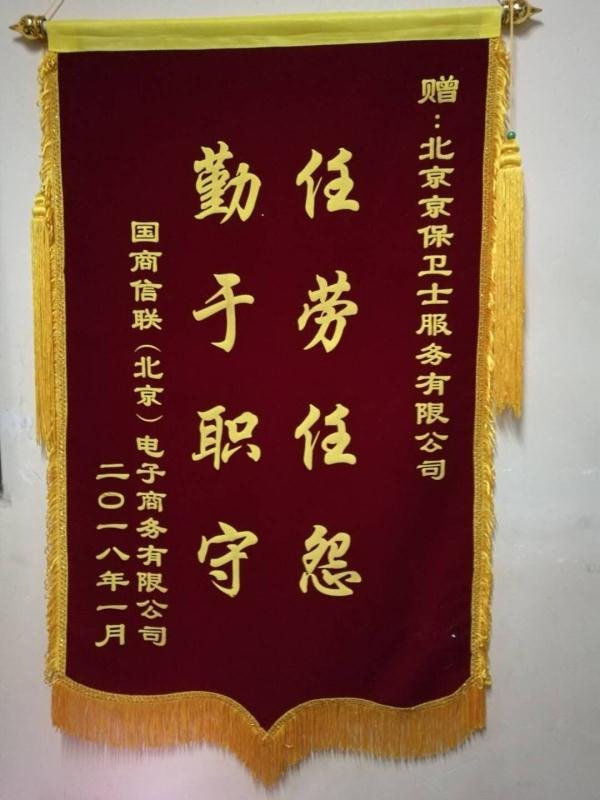 赠：北京京保卫士服务有限公司
任劳任怨
勤于职守
国商信联（北京）电子商务有限公司
二〇一八年一月